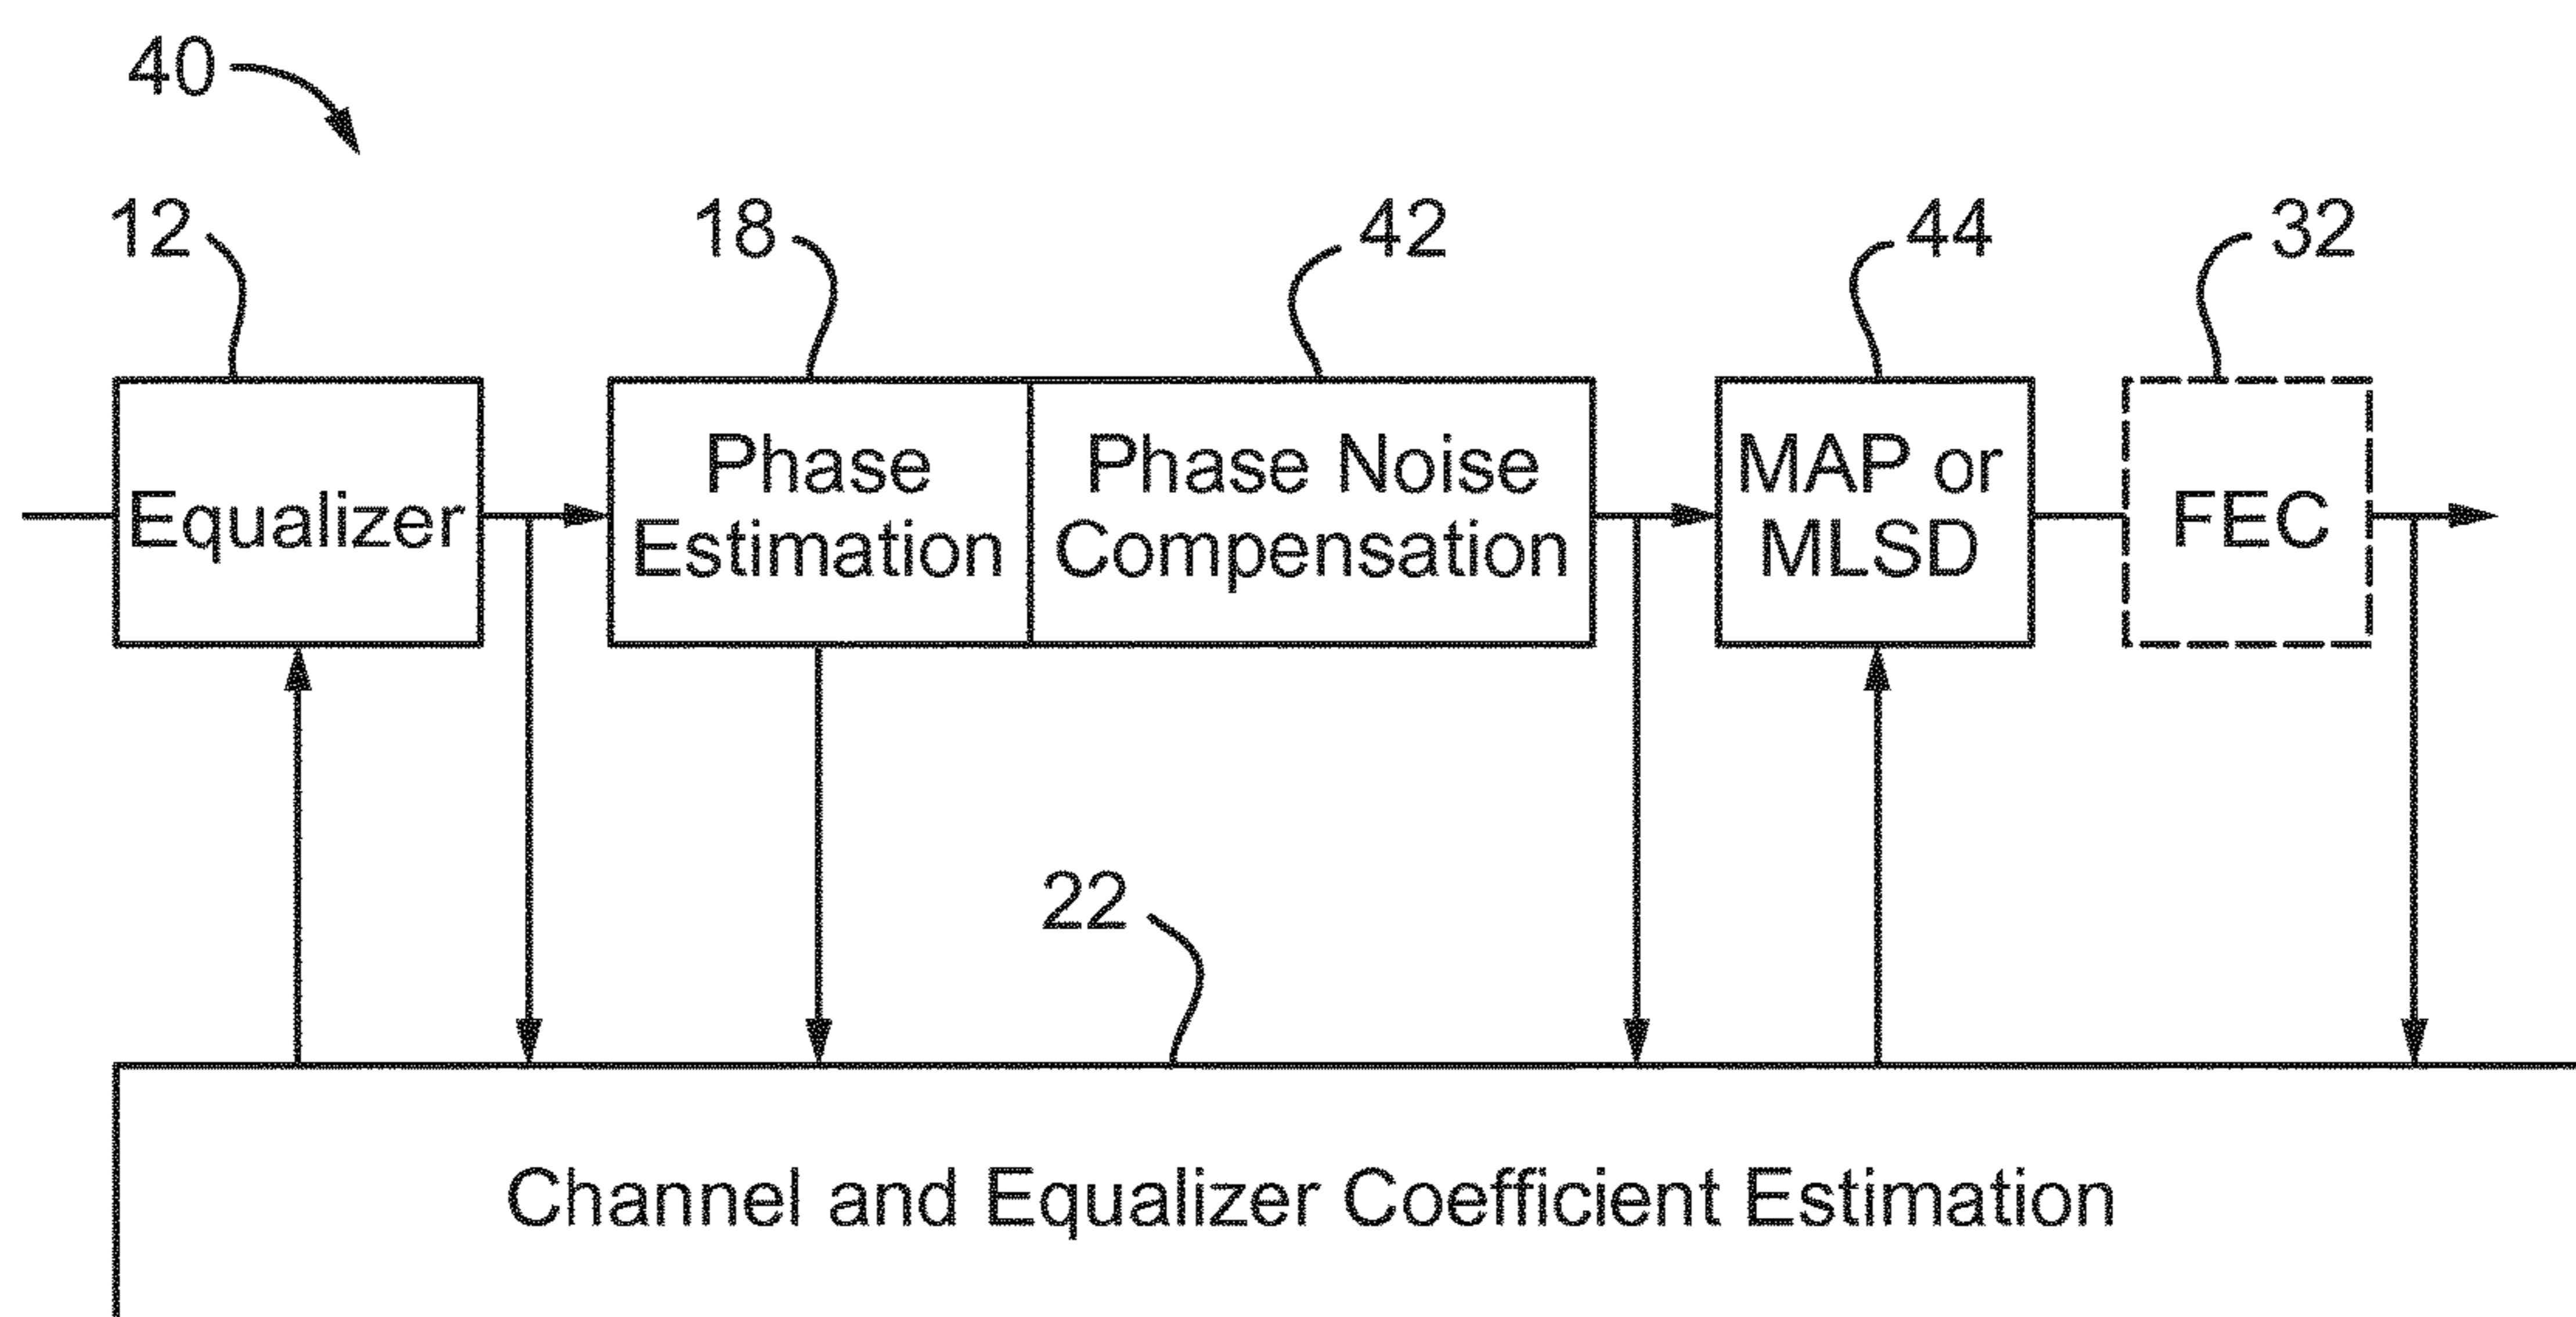 40
12
18
42
44
32
Equalizer
Phase
Estimation
Phase Noise
Compensation
MAP or
MLSD
FEC
22
Channel and Equalizer Coefficient Estimation